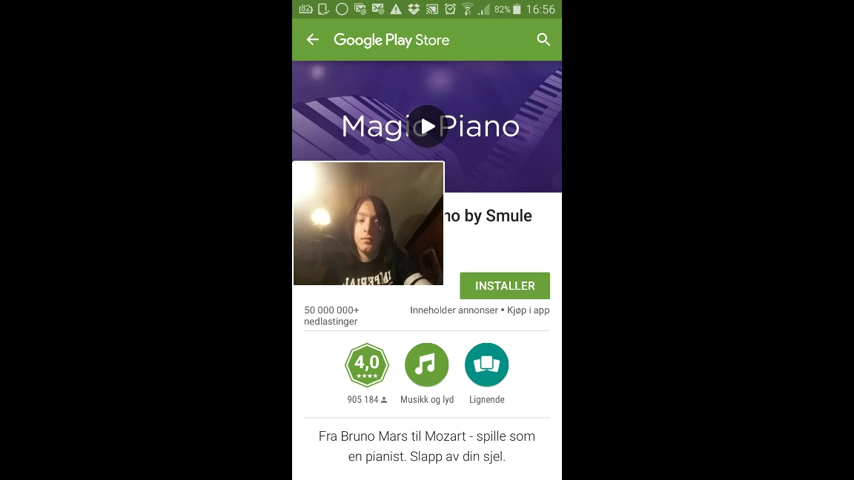 82% 16:56
Google Play Store
Magic Piano
no by Smule
INSTALLER
50 000 000+
nedlastinger
Inneholder annonser • Kjøp i app
4,0
905 184
Musikk og lyd
Lignende
Fra Bruno Mars til Mozart - spille som
en pianist. Slapp av din sjel.